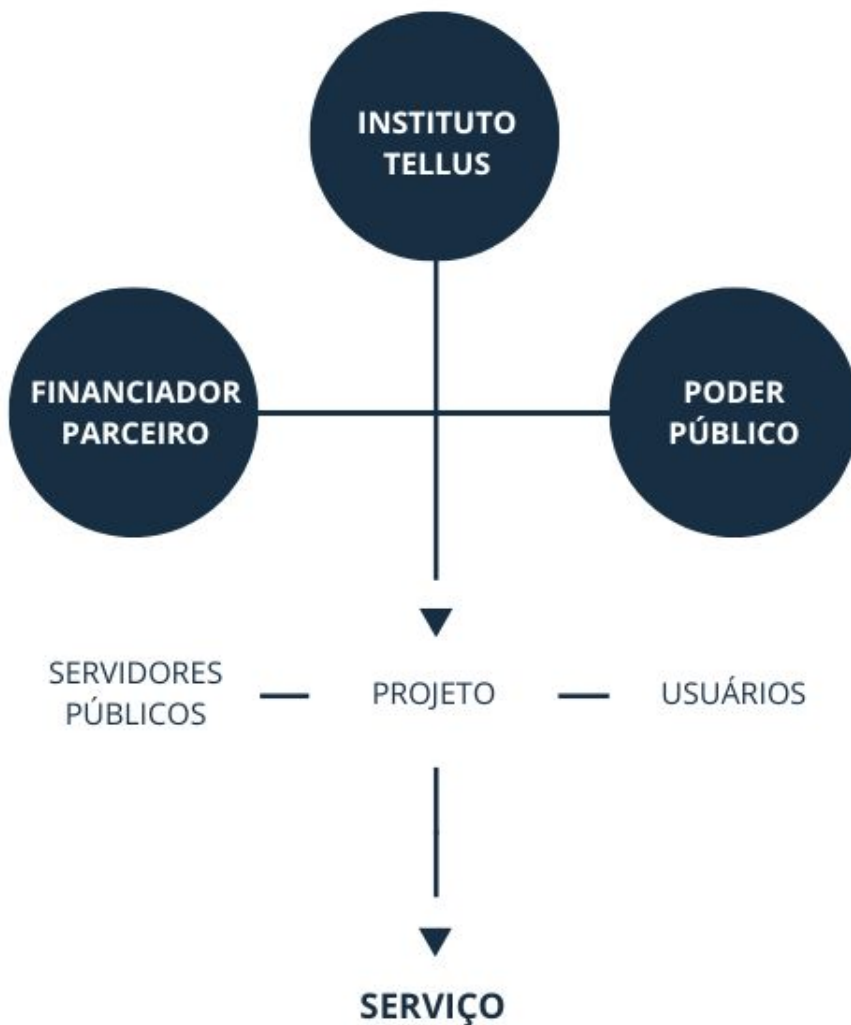 INSTITUTO
TELLUS
FINANCIADOR
PARCEIRO
PODER
PÚBLICO
SERVIDORES
PÚBLICOS
PROJETO
USUÁRIOS
SERVIÇO